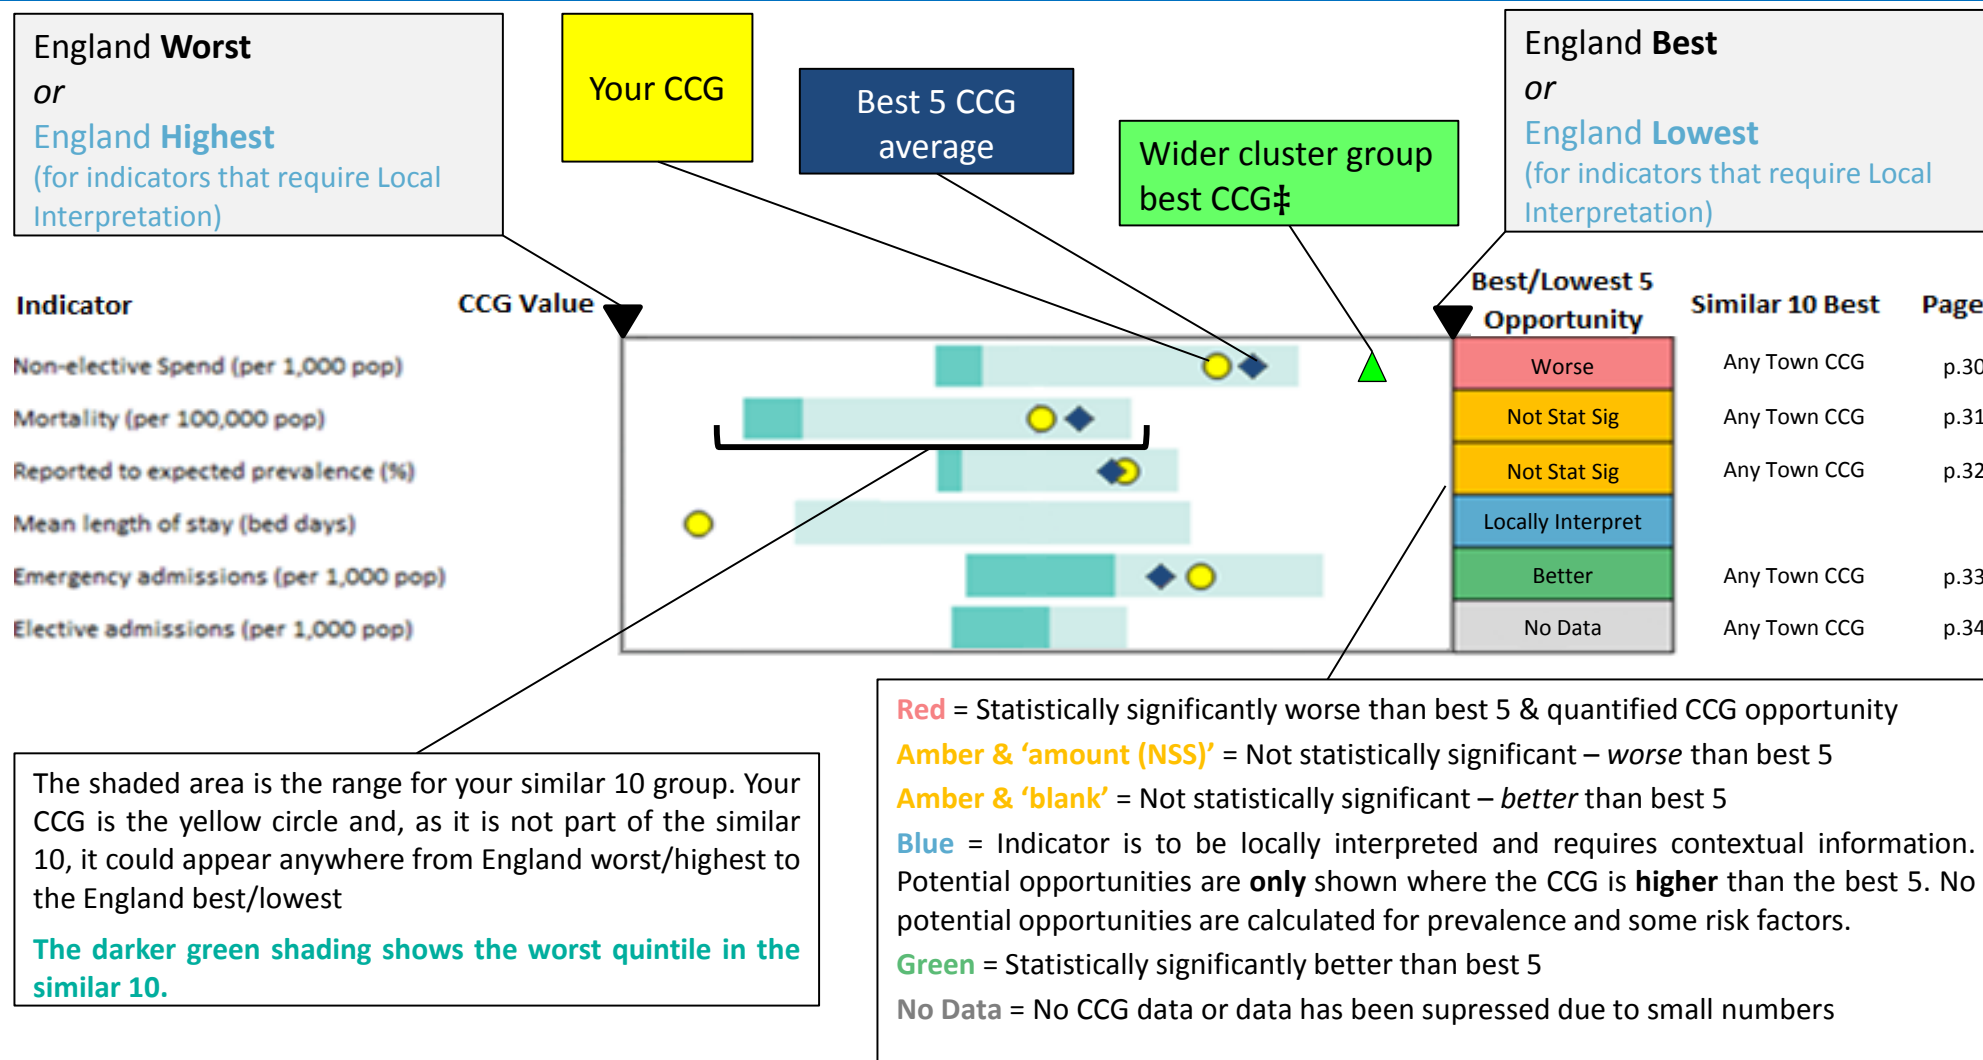 England Worst
or
England Highest
(for indicators that require Local
Interpretation)
Your CCG
Best 5 CCG
average
Wider cluster group
best CCG‡
England Best
or
England Lowest
(for indicators that require Local
Interpretation)
Indicator
CCG Value
Best/Lowest 5
Opportunity
Similar 10 Best
Page
Non-elective Spend (per 1,000 pop)
Worse
Any Town CCG
p.30
Mortality (per 100,000 pop)
Not Stat Sig
Any Town CCG
p.31
Reported to expected prevalence (%)
Not Stat Sig
Any Town CCG
p.32
Mean length of stay (bed days)
Locally Interpret
Emergency admissions (per 1,000 pop)
Better
Any Town CCG
p.33
Elective admissions (per 1,000 pop)
No Data
Any Town CCG
p.34
The shaded area is the range for your similar 10 group. Your
CCG is the yellow circle and, as it is not part of the similar
10, it could appear anywhere from England worst/highest to
the England best/lowest
The darker green shading shows the worst quintile in the
similar 10.
Red = Statistically significantly worse than best 5 & quantified CCG opportunity
Amber & ‘amount (NSS)’ = Not statistically significant – worse than best 5
Amber & ‘blank’ = Not statistically significant – better than best 5
Blue = Indicator is to be locally interpreted and requires contextual information.
Potential opportunities are only shown where the CCG is higher than the best 5. No
potential opportunities are calculated for prevalence and some risk factors.
Green = Statistically significantly better than best 5
No Data = No CCG data or data has been supressed due to small numbers